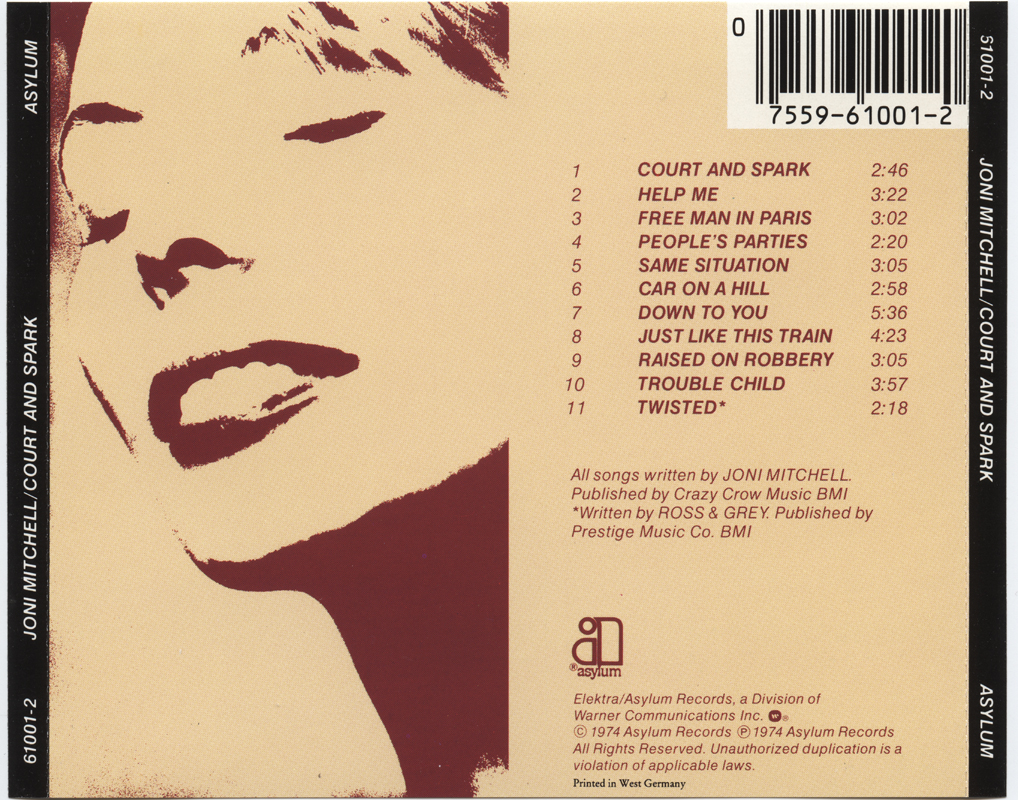 ASYLUM
JONI MITCHELL/COURT AND SPARK
61001-2
0
7559-61001-2
1 COURT AND SPARK 2:46
2 HELP ME 3:22
3 FREE MAN IN PARIS 3:02
4 PEOPLE'S PARTIES 2:20
5 SAME SITUATION 3:05
6 CAR ON A HILL 2:58
7 DOWN TO YOU 5:36
8 JUST LIKE THIS TRAIN 4:23
9 RAISED ON ROBBERY 3:05
10 TROUBLE CHILD 3:57
11 TWISTED* 2:18
All songs written by JONI MITCHELL.
Published by Crazy Crow Music BMI
*Written by ROSS & GREY. Published by
Prestige Music Co. BMI
®asylum
Elektra/Asylum Records, a Division of
Warner Communications Inc. W ®
© 1974 Asylum Records ℗ 1974 Asylum Records
All Rights Reserved. Unauthorized duplication is a
violation of applicable laws.
Printed in West Germany
61001-2
JONI MITCHELL/COURT AND SPARK
ASYLUM